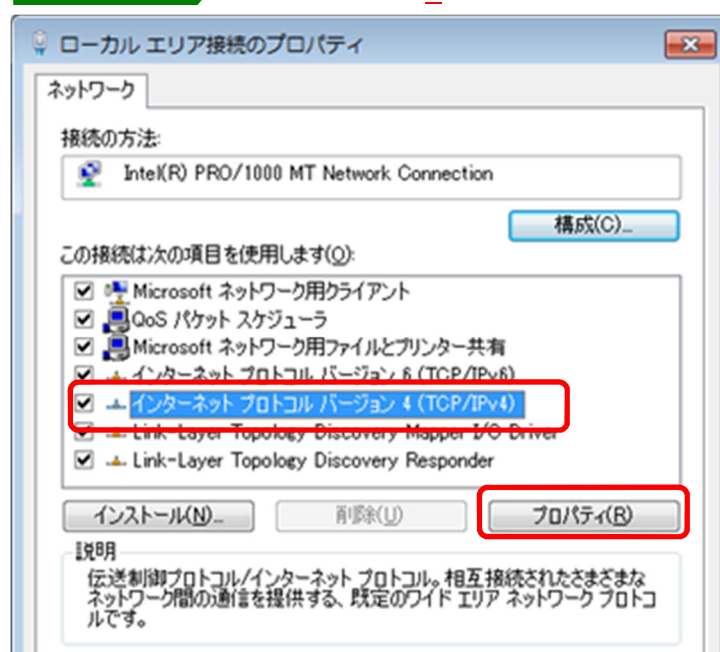 ローカル エリア接続のプロパティ
ネットワーク
接続の方法:
Intel(R) PRO/1000 MT Network Connection
構成(C)...
この接続は次の項目を使用します(O):
Microsoft ネットワーク用クライアント
QoS パケット スケジューラ
Microsoft ネットワーク用ファイルとプリンター共有
インターネット プロトコル バージョン 6 (TCP/IPv6)
インターネット プロトコル バージョン 4 (TCP/IPv4)
Link-Layer Topology Discovery Mapper I/O Driver
Link-Layer Topology Discovery Responder
インストール(N)...
削除(U)
プロパティ(R)
説明
伝送制御プロトコル/インターネット プロトコル。相互接続されたさまざまな
ネットワーク間の通信を提供する、既定のワイド エリア ネットワーク プロトコ
ルです。